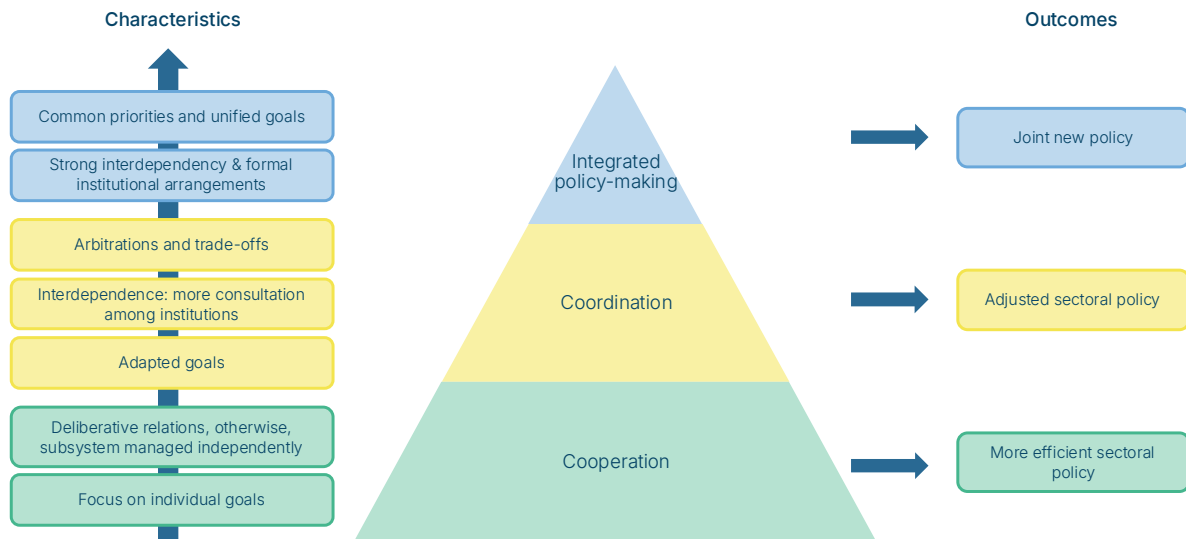 Characteristics
Common priorities and unified goals
Strong interdependency & formal
institutional arrangements
Arbitrations and trade-offs
Interdependence: more consultation
among institutions
Adapted goals
Deliberative relations, otherwise,
subsystem managed independently
Focus on individual goals
Integrated
policy-making
Coordination
Cooperation
Outcomes
Joint new policy
Adjusted sectoral policy
More efficient sectoral
policy